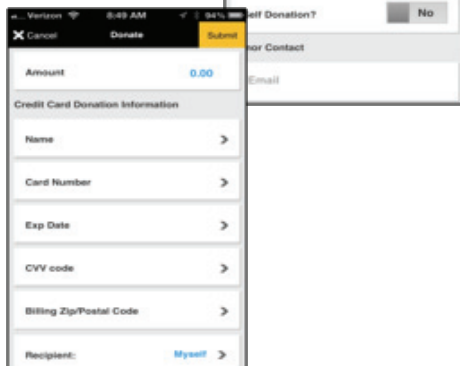 Verizon 8:49 AM 94%
Cancel Donate Submit
Amount 0.00
Credit Card Donation Information
Name
Card Number
Exp Date
CVV code
Billing Zip/Postal Code
Recipient: Myself
elf Donation? No
nor Contact
Email